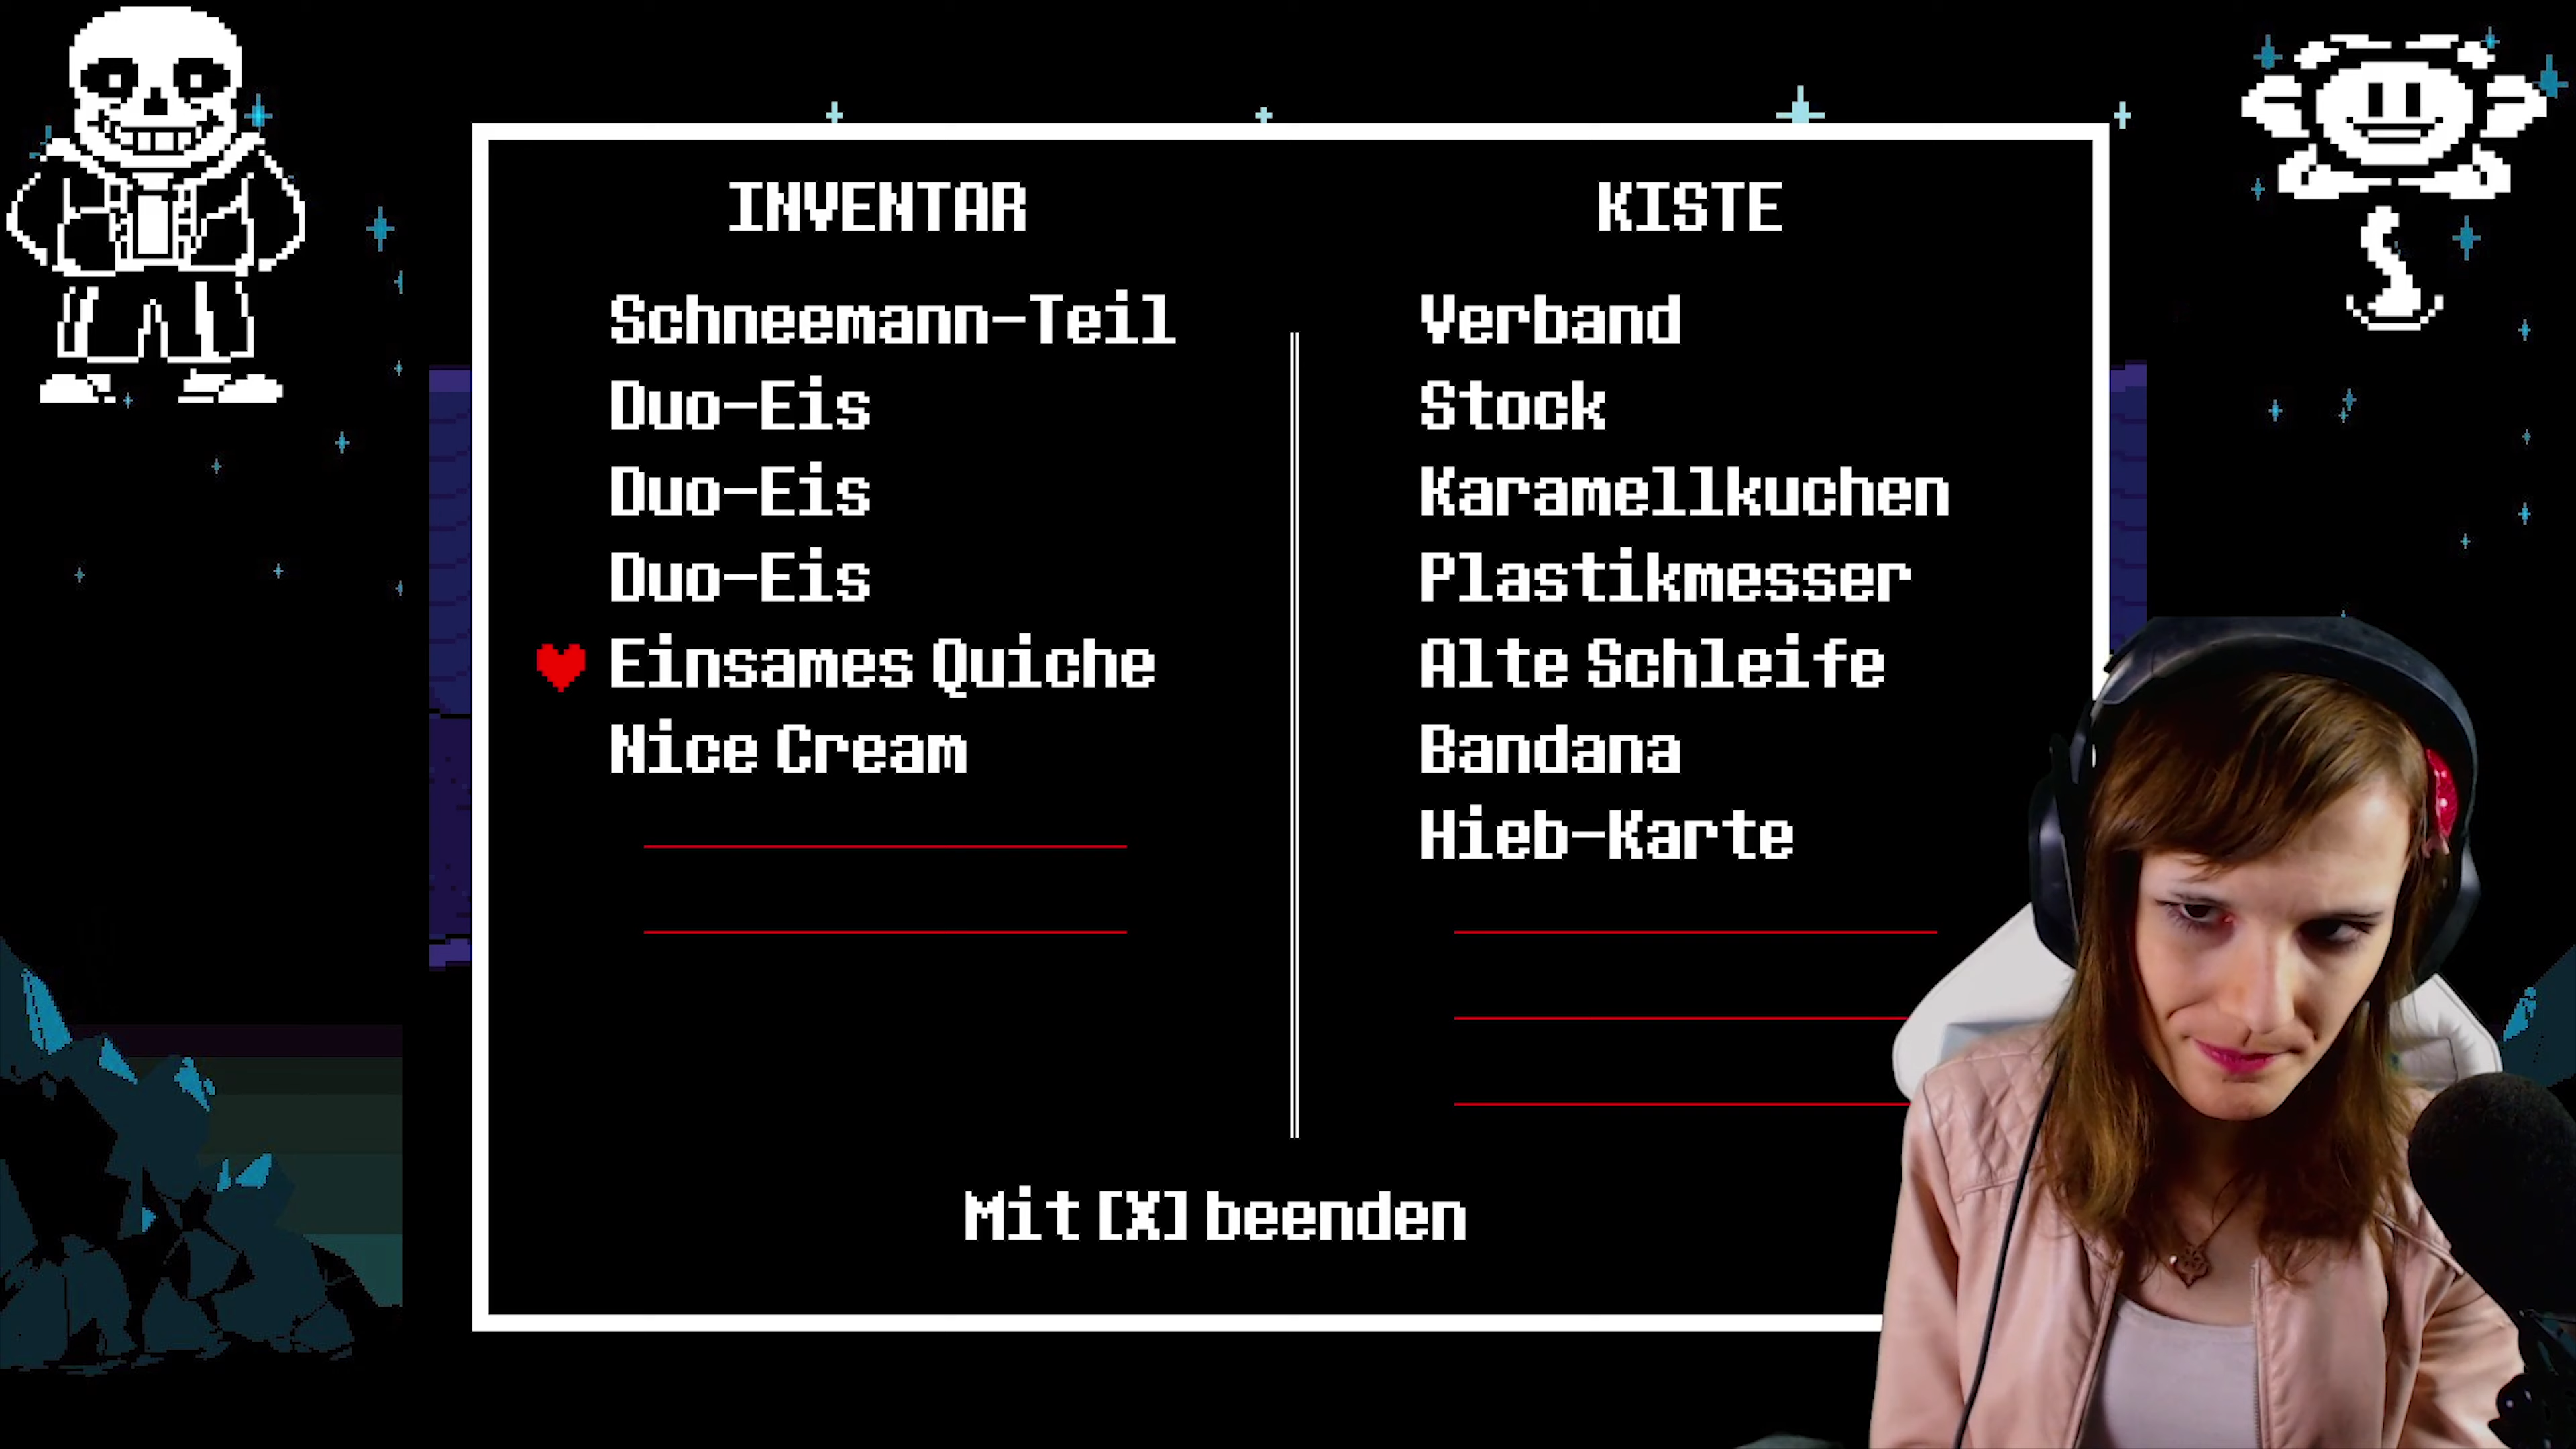 INVENTAR
Schneemann-Teil
Duo-Eis
Duo-Eis
Duo-Eis
Einsames Quiche
Nice Cream
KISTE
Verband
Stock
Karamellkuchen
Plastikmesser
Alte Schleife
Bandana
Hieb-Karte
Mit [X] beenden